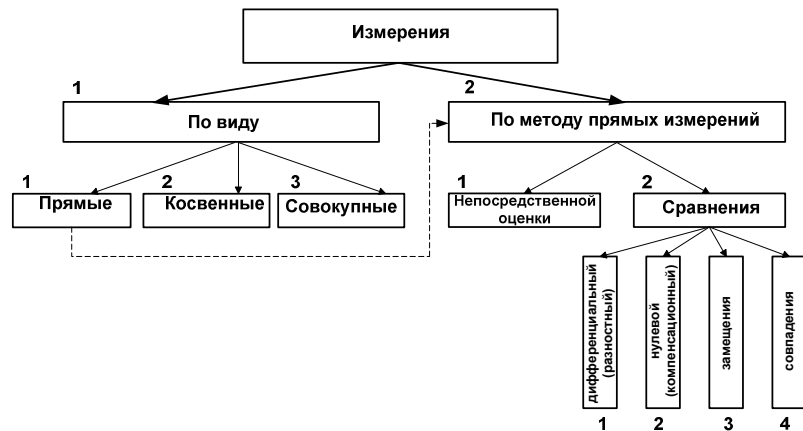 Измерения
1
2
По виду
По методу прямых измерений
1
2
3
1
2
Прямые
Косвенные
Совокупные
Непосредственной
оценки
Сравнения
дифференциальный
(разностный)
нулевой
(компенсационный)
замещения
совпадения
1
2
3
4